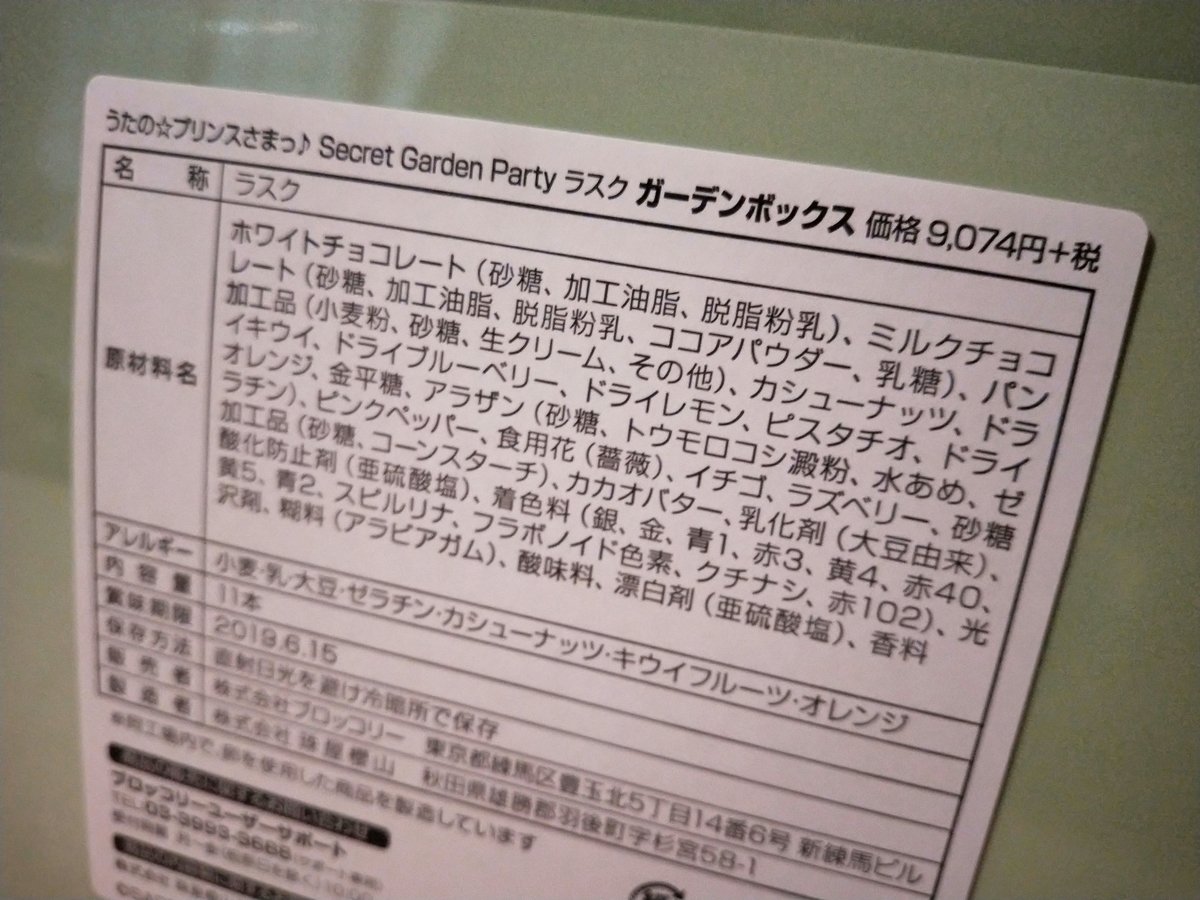 うたの☆プリンスさまっ♪ Secret Garden Party ラスク ガーデンボックス 価格 9,074円+税
名 称 ラスク
原材料名
ホワイトチョコレート (砂糖、加工油脂、脱脂粉乳)、ミルクチョコ
レート (砂糖、加工油脂、脱脂粉乳、ココアパウダー、乳糖)、パン
加工品 (小麦粉、砂糖、生クリーム、その他)、カシューナッツ、ドラ
イキウイ、ドライブルーベリー、ドライレモン、ピスタチオ、ドライ
オレンジ、金平糖、アラザン (砂糖、トウモロコシ澱粉、水あめ、ゼ
ラチン)、ピンクペッパー、食用花 (薔薇)、イチゴ、ラズベリー、砂糖
加工品 (砂糖、コーンスターチ)、カカオバター、乳化剤 (大豆由来)、
酸化防止剤 (亜硫酸塩)、着色料 (銀、金、青1、赤3、黄4、赤40、
黄5、青2、スピルリナ、フラボノイド色素、クチナシ、赤102)、光
沢剤、糊料 (アラビアガム)、酸味料、漂白剤 (亜硫酸塩)、香料
アレルギー 小麦・乳・大豆・ゼラチン・カシューナッツ・キウイフルーツ・オレンジ
内 容 量 11本
賞味期限 2019.6.15
保存方法 直射日光を避け冷暗所で保存
販 売 者 株式会社ブロッコリー 東京都練馬区豊玉北5丁目14番6号 新練馬ビル
製 造 者 株式会社 珠屋櫻山 秋田県雄勝郡羽後町字杉宮58-1
※同工場内で、卵を使用した商品を製造しています
ブロッコリーユーザーサポート
TEL:03-3993-3666